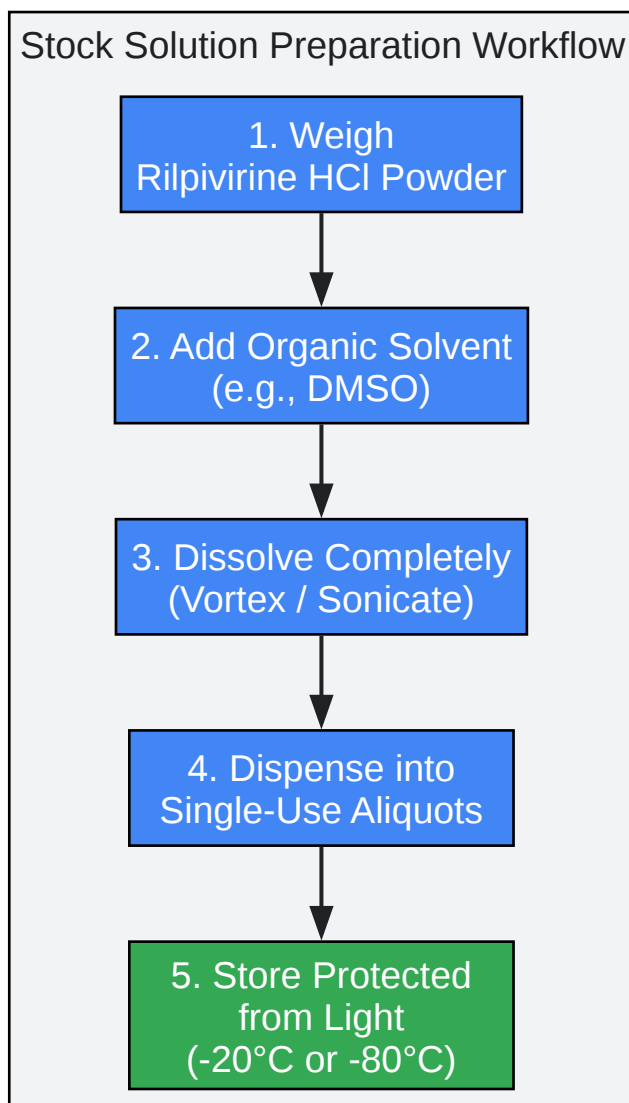 Stock Solution Preparation Workflow
1. Weigh
Rilpivirine HCl Powder
2. Add Organic Solvent
(e.g., DMSO)
3. Dissolve Completely
(Vortex / Sonicate)
4. Dispense into
Single-Use Aliquots
5. Store Protected
from Light
(-20°C or -80°C)